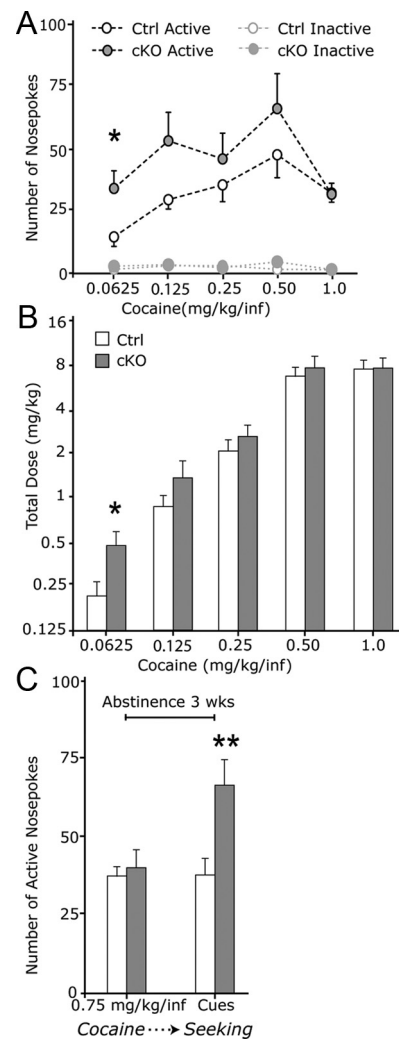 A
100
75
50
25
0
Number of Nosepokes
Ctrl Active
Ctrl Inactive
cKO Active
cKO Inactive
*
0.0625 0.125 0.25 0.50 1.0
Cocaine(mg/kg/inf)
B
16
8
4
2
1
0.5
0.25
0.125
Total Dose (mg/kg)
Ctrl
cKO
*
0.0625 0.125 0.25 0.50 1.0
Cocaine (mg/kg/inf)
C
100
75
50
25
0
Number of Active Nosepokes
Abstinence 3 wks
**
0.75 mg/kg/inf Cues
Cocaine Seeking